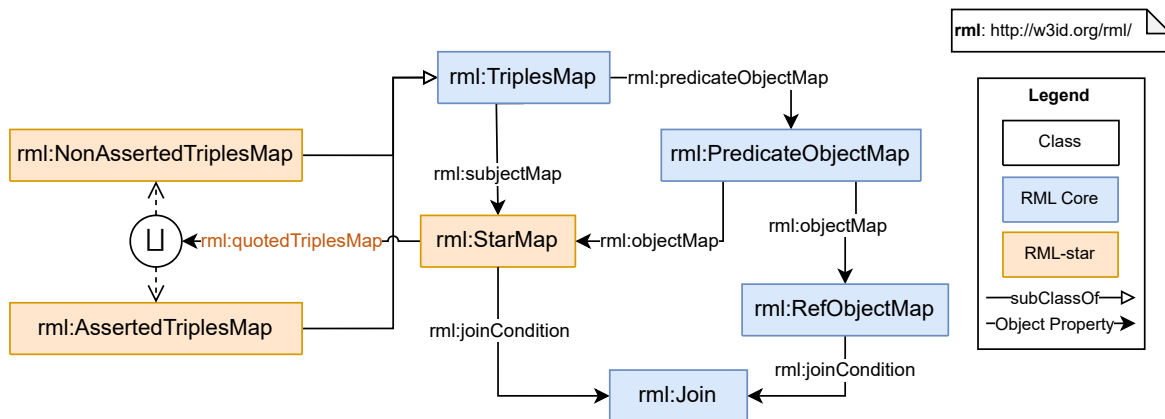 rml: http://w3id.org/rml/
rml:TriplesMap
rml:predicateObjectMap
Legend
Class
rml:NonAssertedTriplesMap
rml:PredicateObjectMap
rml:subjectMap
RML Core
rml:quotedTriplesMap
rml:StarMap
rml:objectMap
rml:objectMap
RML-star
rml:AssertedTriplesMap
rml:joinCondition
rml:RefObjectMap
subClassOf
Object Property
rml:joinCondition
rml:Join